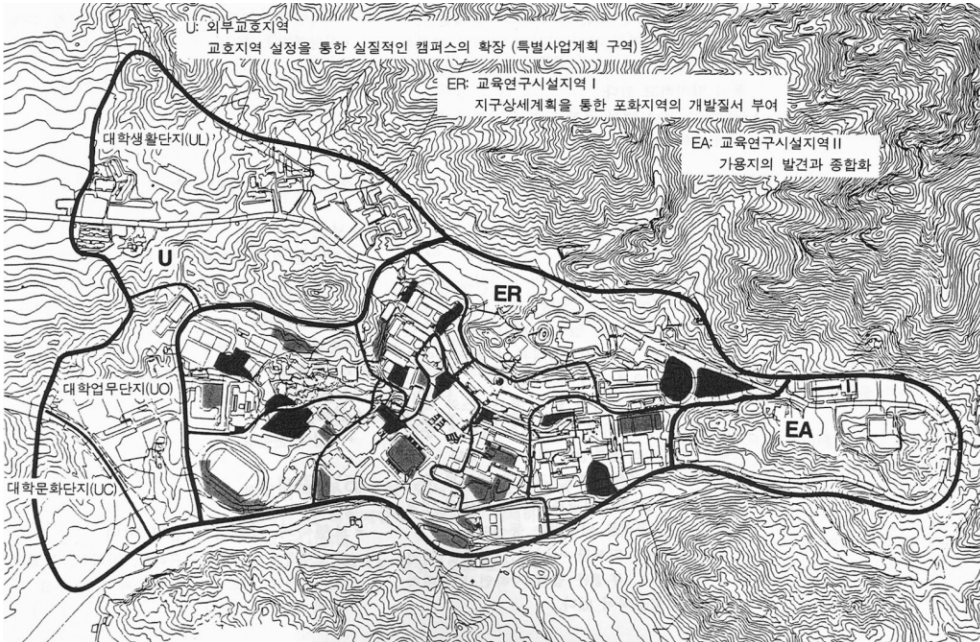 U: 외부교호지역
교호지역 설정을 통한 실질적인 캠퍼스의 확장 (특별사업계획 구역)
ER: 교육연구시설지역 I
지구상세계획을 통한 포화지역의 개발질서 부여
EA: 교육연구시설지역 II
가용지의 발견과 종합화
대학생활단지(UL)
U
ER
대학업무단지(UO)
EA
대학문화단지(UC)